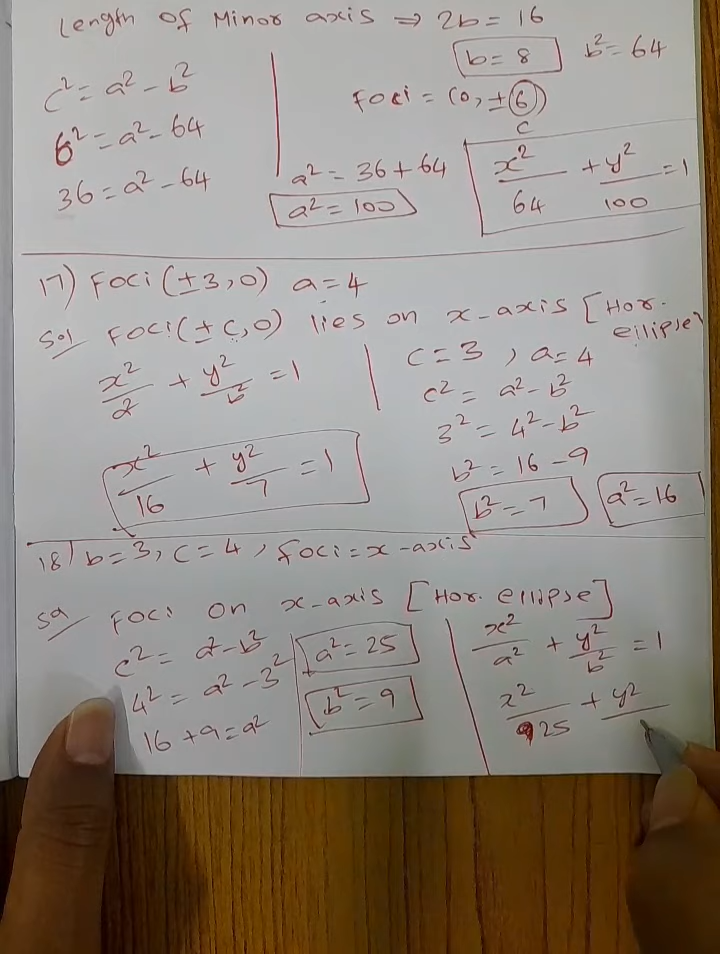 Length of Minor axis ⇒ 2b = 16
b = 8 b² = 64
c² = a² - b²
Foci = (0, ±6)
c
6² = a² - 64
36 = a² - 64
a² = 36 + 64
a² = 100
x²/64 + y²/100 = 1
17) Foci (±3, 0) a = 4
Sol Foci (±c, 0) lies on x-axis [Hor. ellipse]
x²/a² + y²/b² = 1
x²/16 + y²/7 = 1
c = 3, a = 4
c² = a² - b²
3² = 4² - b²
b² = 16 - 9
b² = 7 a² = 16
18) b = 3, c = 4, Foci = x-axis
Sol Foci on x-axis [Hor. ellipse]
c² = a² - b²
4² = a² - 3²
16 + 9 = a²
a² = 25
b² = 9
x²/a² + y²/b² = 1
x²/25 + y²/